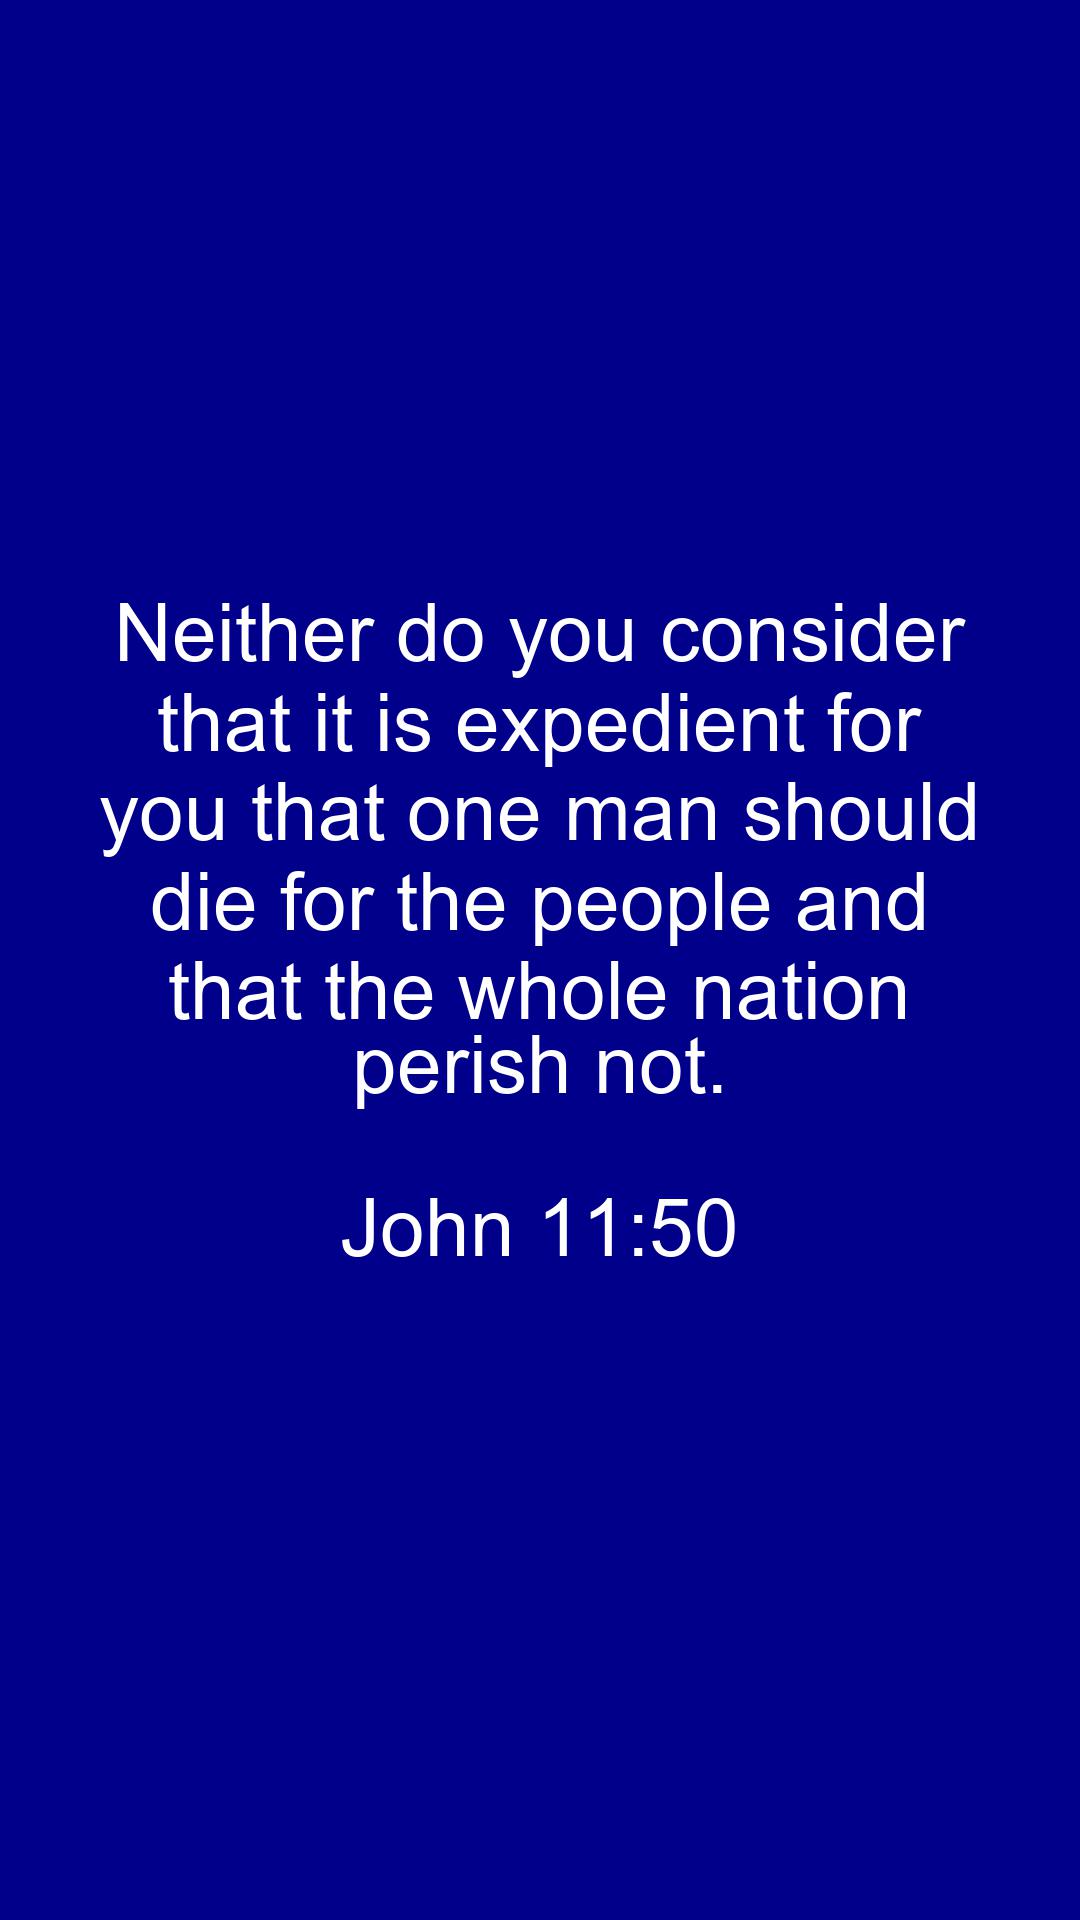 Neither do you consider
that it is expedient for
you that one man should
die for the people and
that the whole nation
perish not.
John 11:50